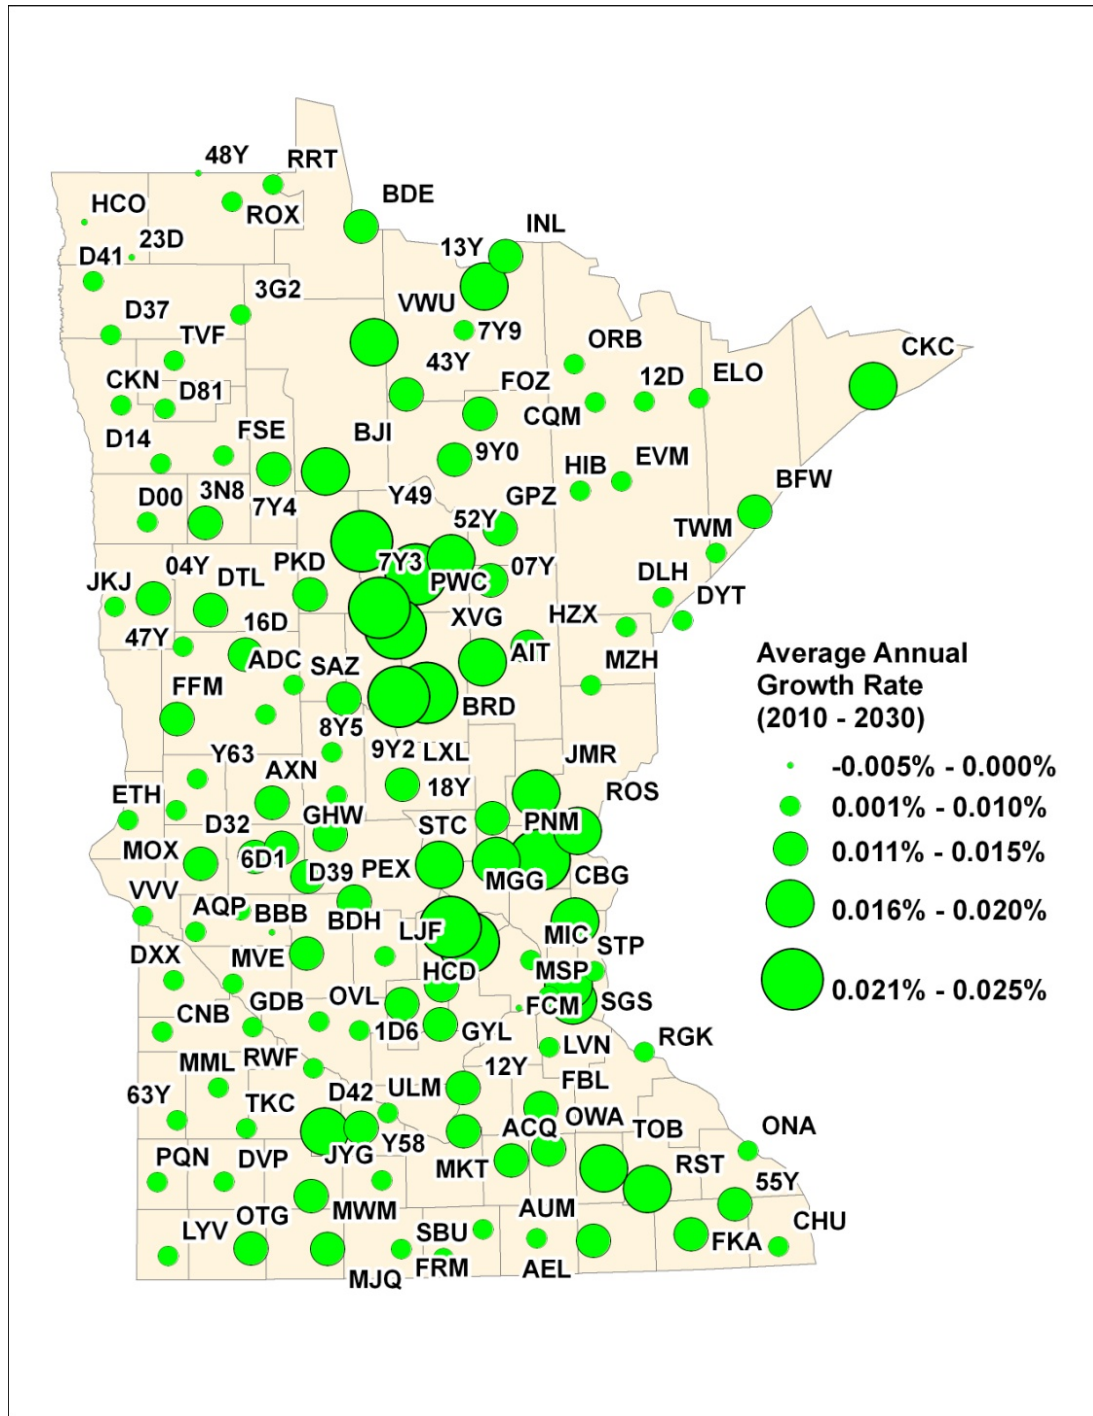 48Y
RRT
HCO
ROX
BDE
23D
INL
13Y
D41
3G2
VWU
D37
TVF
7Y9
ORB
CKC
43Y
12D
ELO
CKN
D81
FOZ
CQM
D14
FSE
BJI
9Y0
HIB
EVM
BFW
D00
3N8
7Y4
Y49
GPZ
52Y
TWM
04Y
DTL
PKD
7Y3
PWC
07Y
DLH
JKJ
DYT
47Y
16D
XVG
HZX
ADC
SAZ
AIT
MZH
FFM
BRD
8Y5
9Y2
LXL
JMR
Y63
AXN
18Y
ROS
ETH
GHW
D32
STC
PNM
MOX
6D1
D39
PEX
MGG
CBG
VVV
AQP
BBB
BDH
LJF
MIC
STP
DXX
MVE
HCD
MSP
CNB
GDB
OVL
FCM
SGS
1D6
GYL
LVN
RGK
MML
RWF
12Y
FBL
63Y
TKC
D42
ULM
OWA
TOB
ONA
PQN
DVP
JYG
Y58
ACQ
MKT
RST
55Y
LYV
OTG
MWM
SBU
AUM
FKA
CHU
MJQ
FRM
AEL
Average Annual
Growth Rate
(2010 - 2030)
-0.005% - 0.000%
0.001% - 0.010%
0.011% - 0.015%
0.016% - 0.020%
0.021% - 0.025%